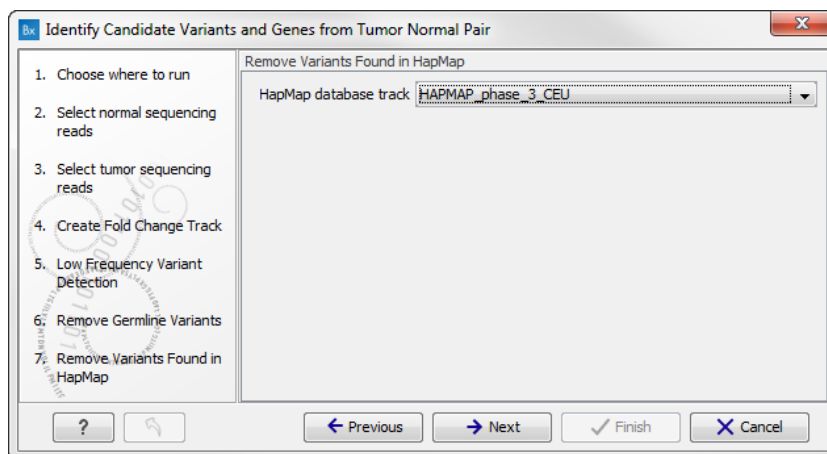 Bx Identify Candidate Variants and Genes from Tumor Normal Pair
1. Choose where to run
2. Select normal sequencing
reads
3. Select tumor sequencing
reads
4. Create Fold Change Track
5. Low Frequency Variant
Detection
6. Remove Germline Variants
7. Remove Variants Found in
HapMap
Remove Variants Found in HapMap
HapMap database track HAPMAP_phase_3_CEU
? Previous Next Finish Cancel